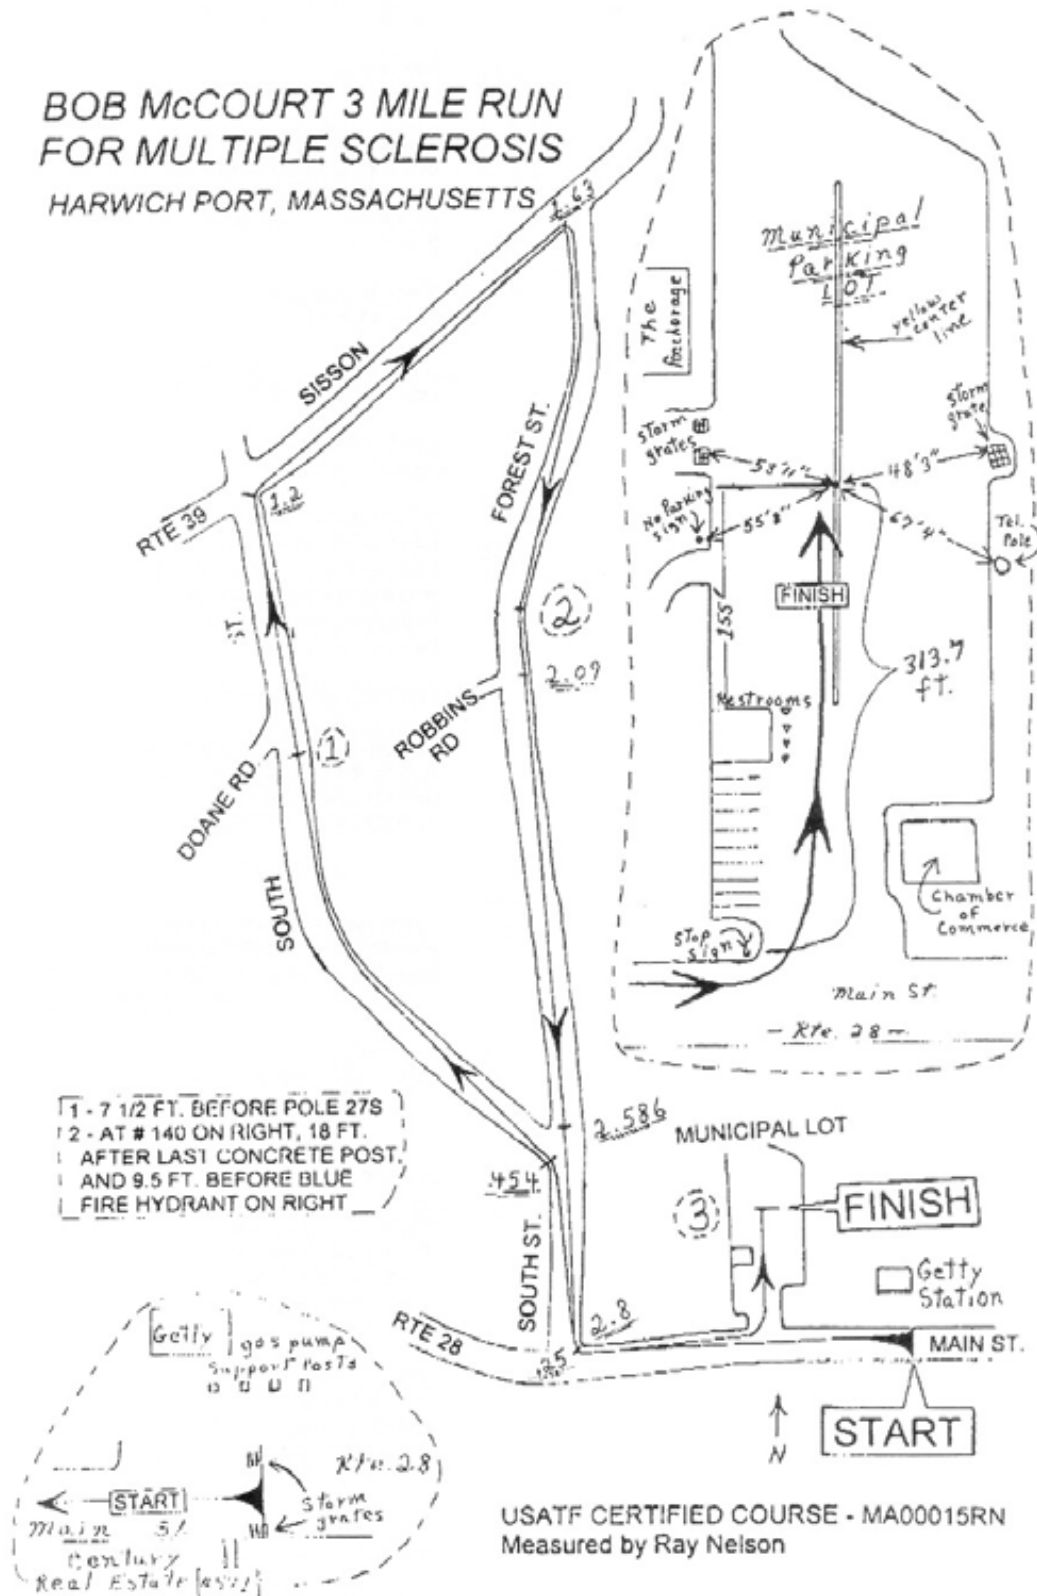 BOB McCOURT 3 MILE RUN
FOR MULTIPLE SCLEROSIS
HARWICH PORT, MASSACHUSETTS
1.63
SISSON
FOREST ST.
RTE 39
1.2
ST.
2
2.09
ROBBINS
RD
1
DOANE RD
SOUTH
Municipal
Parking
LOT
yellow
center
line
The
Anchorage
storm
grates
storm
grate
53'11"
48'3"
No Parking
sign
55'8"
67'4"
Tel.
Pole
FINISH
155
313.7
ft.
Restrooms
Chamber
of
Commerce
Stop
sign
Main St.
- Rte. 28 -
1 - 7 1/2 FT. BEFORE POLE 27S
2 - AT # 140 ON RIGHT, 18 FT.
AFTER LAST CONCRETE POST,
AND 9.5 FT. BEFORE BLUE
FIRE HYDRANT ON RIGHT
2.586
.454
SOUTH ST.
MUNICIPAL LOT
3
FINISH
Getty
Station
2.8
RTE 28
MAIN ST.
START
N
Getty
gas pump
Support Posts
Rte. 28
START
Storm
grates
Main St
Century
Real Estate
USATF CERTIFIED COURSE - MA00015RN
Measured by Ray Nelson